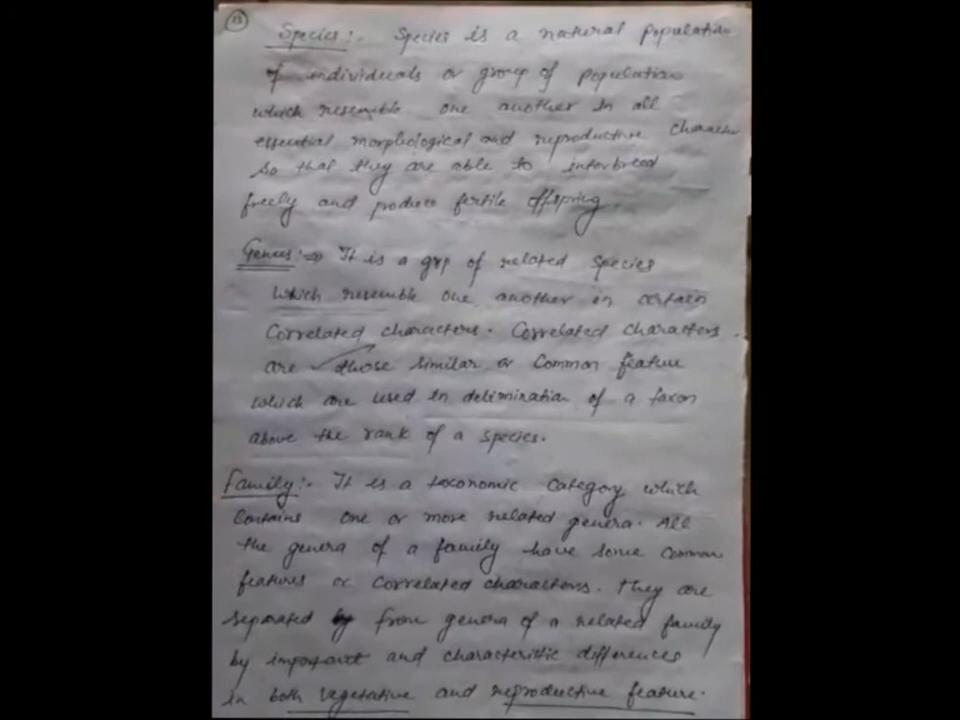 13
Species:- Species is a natural population
of individuals or group of population
which resemble one another in all
essential morphological and reproductive character
So that they are able to interbreed
freely and produce fertile offspring
Genus:⇒ It is a grp of related Species
which resemble one another in certain
Correlated characters. Correlated characters
are those similar or Common feature
which are used in delimination of a taxon
above the rank of a species.
Family:- It is a taxonomic Category which
Contains one or more related genera. All
the genera of a family have some common
features or Correlated characters. They are
separated from genera of a related family
by important and characteristic differences
in both vegetative and reproductive feature.